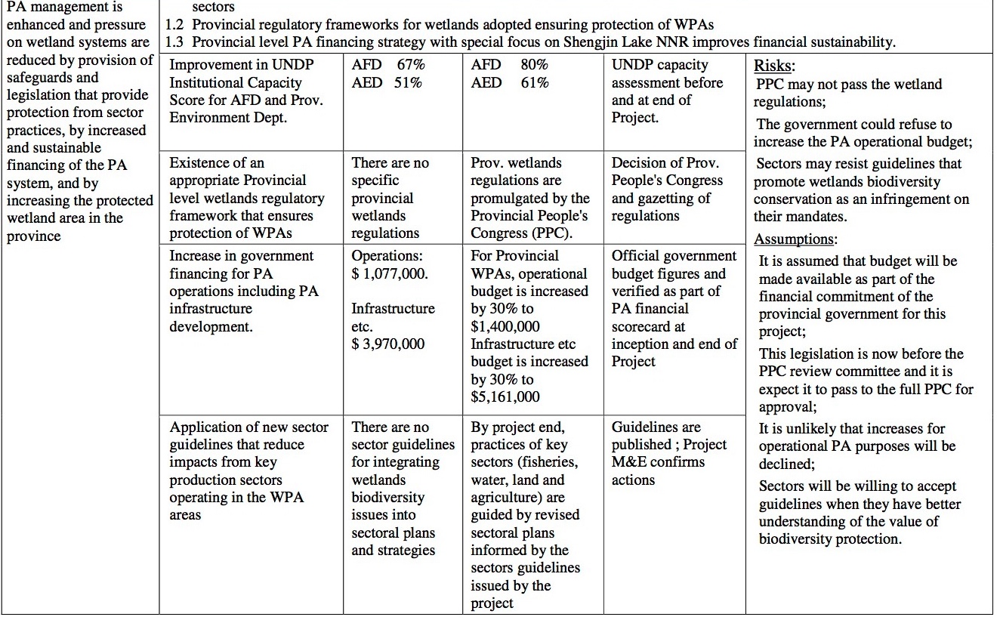 PA management is
enhanced and pressure
on wetland systems are
reduced by provision of
safeguards and
legislation that provide
protection from sector
practices, by increased
and sustainable
financing of the PA
system, and by
increasing the protected
wetland area in the
province
sectors
1.2 Provincial regulatory frameworks for wetlands adopted ensuring protection of WPAs
1.3 Provincial level PA financing strategy with special focus on Shengjin Lake NNR improves financial sustainability.
Improvement in UNDP
Institutional Capacity
Score for AFD and Prov.
Environment Dept.
AFD 67%
AED 51%
AFD 80%
AED 61%
UNDP capacity
assessment before
and at end of
Project.
Existence of an
appropriate Provincial
level wetlands regulatory
framework that ensures
protection of WPAs
There are no
specific
provincial
wetlands
regulations
Prov. wetlands
regulations are
promulgated by the
Provincial People's
Congress (PPC).
Decision of Prov.
People's Congress
and gazetting of
regulations
Increase in government
financing for PA
operations including PA
infrastructure
development.
Operations:
$ 1,077,000.
Infrastructure
etc.
$ 3,970,000
For Provincial
WPAs, operational
budget is increased
by 30% to
$1,400,000
Infrastructure etc
budget is increased
by 30% to
$5,161,000
Official government
budget figures and
verified as part of
PA financial
scorecard at
inception and end of
Project
Application of new sector
guidelines that reduce
impacts from key
production sectors
operating in the WPA
areas
There are no
sector guidelines
for integrating
wetlands
biodiversity
issues into
sectoral plans
and strategies
By project end,
practices of key
sectors (fisheries,
water, land and
agriculture) are
guided by revised
sectoral plans
informed by the
sectors guidelines
issued by the
project
Guidelines are
published ; Project
M&E confirms
actions
Risks:
PPC may not pass the wetland
regulations;
The government could refuse to
increase the PA operational budget;
Sectors may resist guidelines that
promote wetlands biodiversity
conservation as an infringement on
their mandates.
Assumptions:
It is assumed that budget will be
made available as part of the
financial commitment of the
provincial government for this
project;
This legislation is now before the
PPC review committee and it is
expect it to pass to the full PPC for
approval;
It is unlikely that increases for
operational PA purposes will be
declined;
Sectors will be willing to accept
guidelines when they have better
understanding of the value of
biodiversity protection.